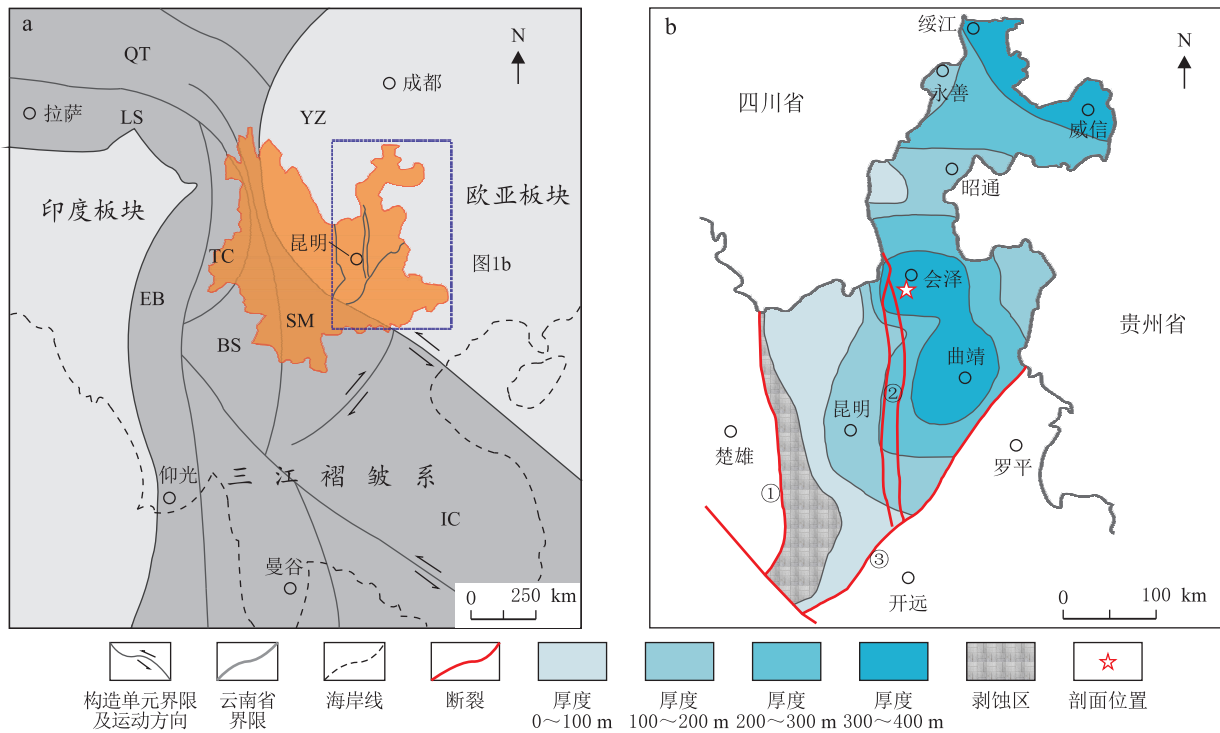 a
N
QT
成都
拉萨
LS
YZ
印度板块
欧亚板块
昆明
TC
图1b
EB
SM
BS
三江褶皱系
仰光
IC
曼谷
0 250 km
b
绥江
N
永善
四川省
威信
昭通
会泽
贵州省
曲靖
②
昆明
楚雄
罗平
①
③
开远
0 100 km
构造单元界限
及运动方向
云南省
界限
海岸线
断裂
厚度
0～100 m
厚度
100～200 m
厚度
200～300 m
厚度
300～400 m
剥蚀区
剖面位置